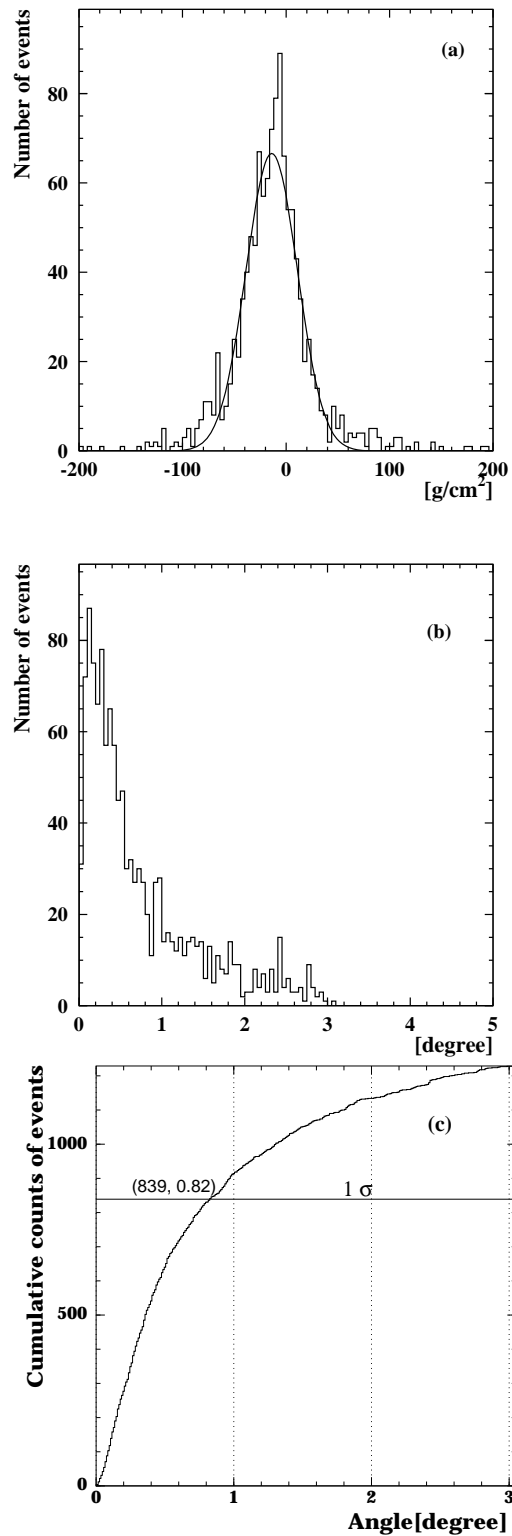 Number of events
(a)
80
60
40
20
0
-200
-100
0
100
200
[g/cm2]
Number of events
(b)
80
60
40
20
0
0
1
2
3
4
5
[degree]
Cumulative counts of events
(c)
1000
(839, 0.82)
1 σ
500
0
0
1
2
3
Angle[degree]